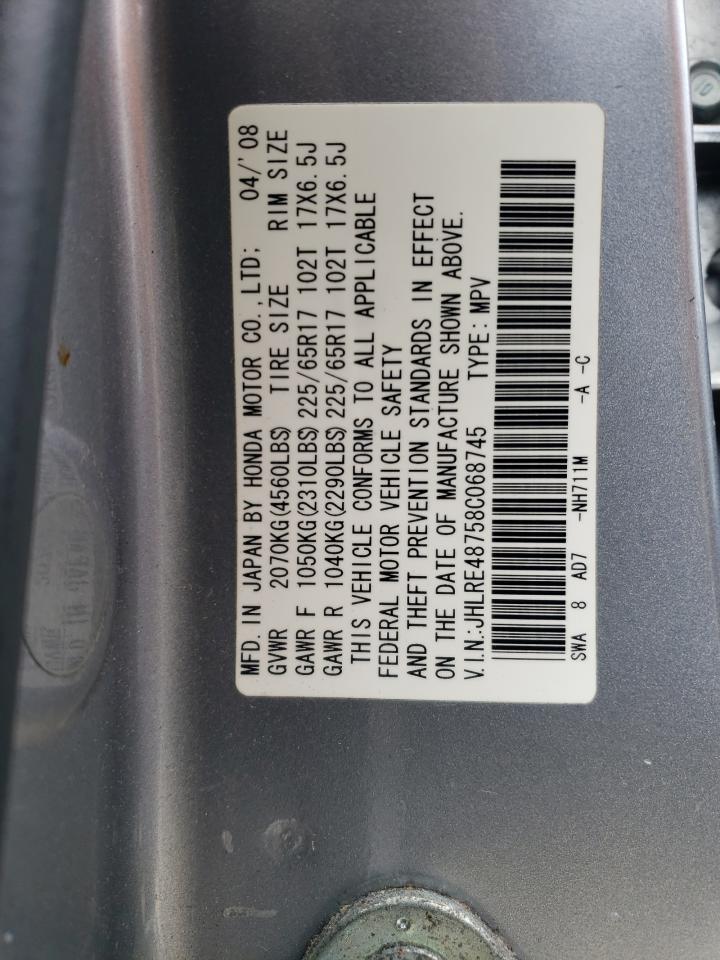 MFD. IN JAPAN BY HONDA MOTOR CO.,LTD; 04/'08
GVWR 2070KG(4560LBS) TIRE SIZE RIM SIZE
GAWR F 1050KG(2310LBS) 225/65R17 102T 17X6.5J
GAWR R 1040KG(2290LBS) 225/65R17 102T 17X6.5J
THIS VEHICLE CONFORMS TO ALL APPLICABLE
FEDERAL MOTOR VEHICLE SAFETY
AND THEFT PREVENTION STANDARDS IN EFFECT
ON THE DATE OF MANUFACTURE SHOWN ABOVE.
V.I.N.:JHLRE48758C068745 TYPE: MPV
SWA 8 AD7 -NH711M -A -C